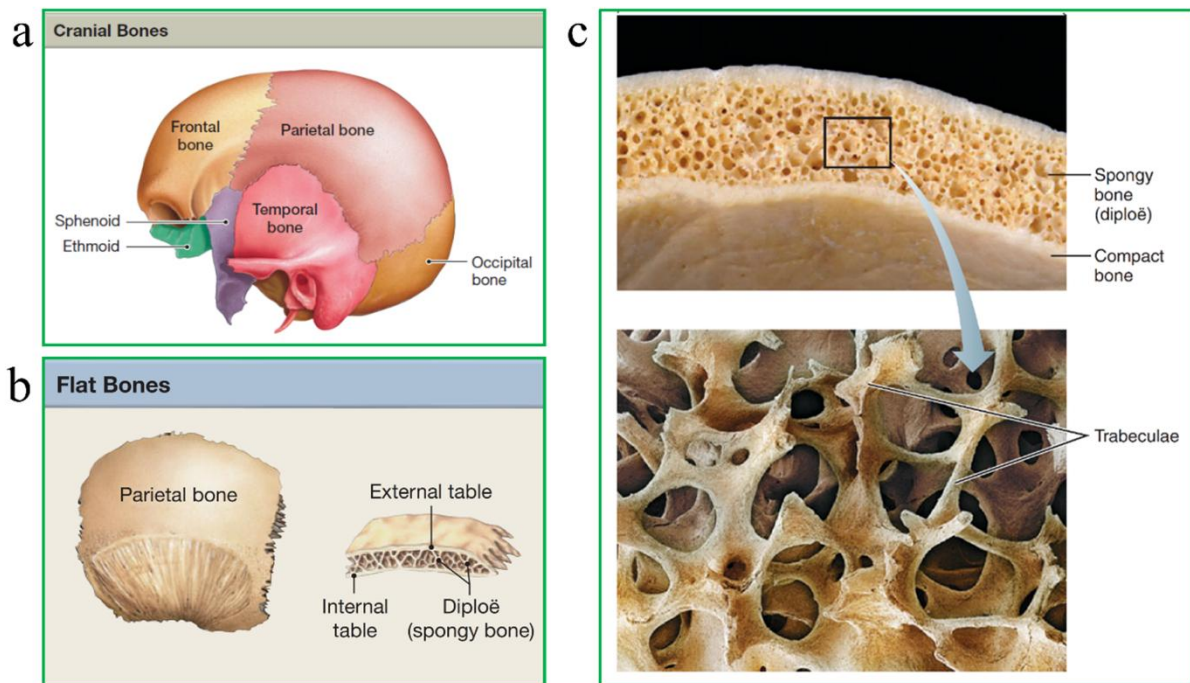 a
Cranial Bones
Frontal
bone
Parietal bone
Sphenoid
Ethmoid
Temporal
bone
Occipital
bone
b
Flat Bones
Parietal bone
External table
Internal
table
Diploë
(spongy bone)
c
Spongy
bone
(diploë)
Compact
bone
Trabeculae